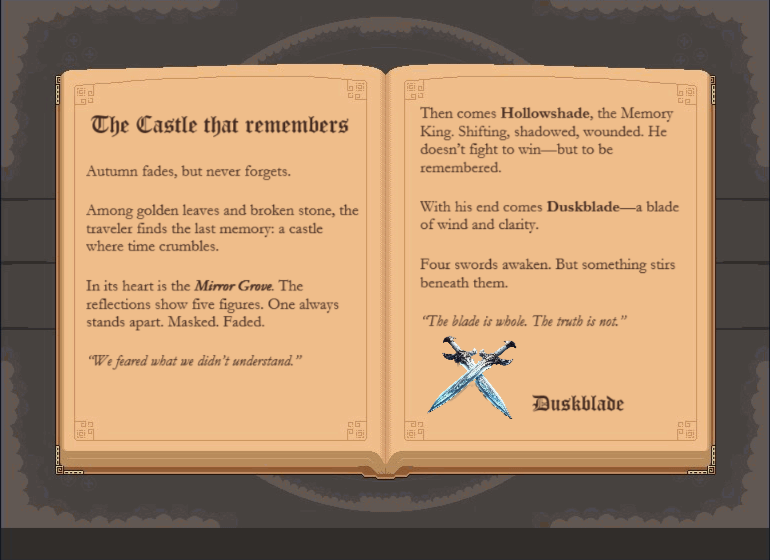 The Castle that remembers
Autumn fades, but never forgets.
Among golden leaves and broken stone, the
traveler finds the last memory: a castle
where time crumbles.
In its heart is the Mirror Grove. The
reflections show five figures. One always
stands apart. Masked. Faded.
“We feared what we didn’t understand.”
Then comes Hollowshade, the Memory
King. Shifting, shadowed, wounded. He
doesn’t fight to win—but to be
remembered.
With his end comes Duskblade—a blade
of wind and clarity.
Four swords awaken. But something stirs
beneath them.
“The blade is whole. The truth is not.”
Duskblade